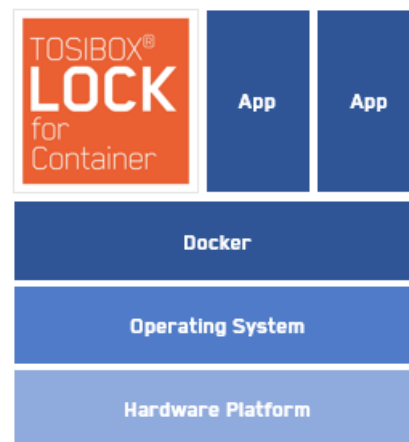 TOSIBOX®
LOCK
for
Container
App
App
Docker
Operating System
Hardware Platform